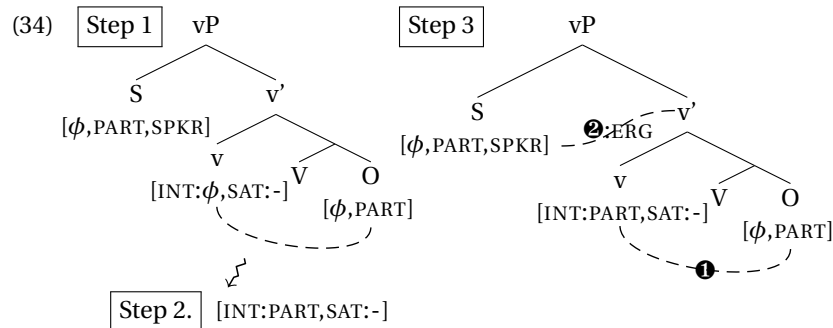 (34) Step 1 vP Step 3 vP
S v' S v'
[ϕ,PART,SPKR] [ϕ,PART,SPKR] ❷:ERG
v V O v V O
[INT:ϕ,SAT:-] [ϕ,PART] [INT:PART,SAT:-] [ϕ,PART]
❶
Step 2. [INT:PART,SAT:-]